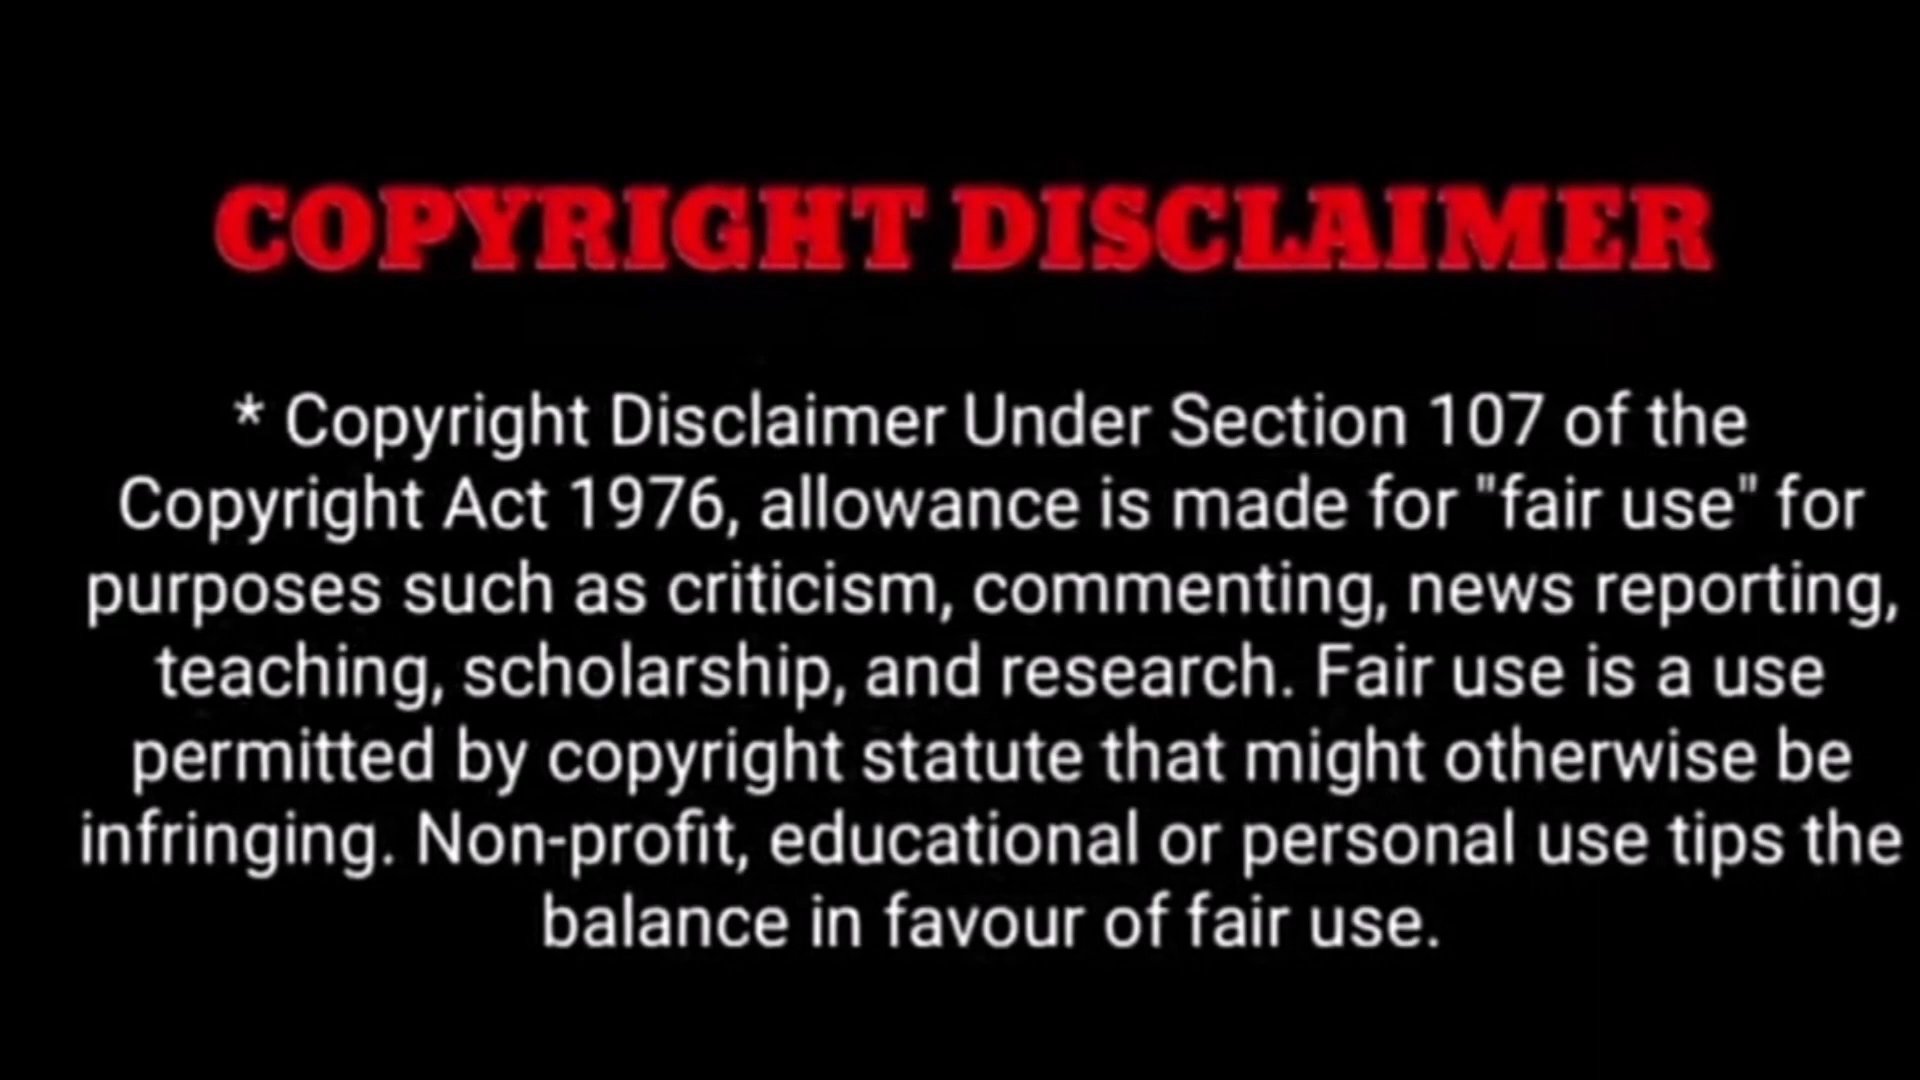 COPYRIGHT DISCLAIMER
* Copyright Disclaimer Under Section 107 of the
Copyright Act 1976, allowance is made for "fair use" for
purposes such as criticism, commenting, news reporting,
teaching, scholarship, and research. Fair use is a use
permitted by copyright statute that might otherwise be
infringing. Non-profit, educational or personal use tips the
balance in favour of fair use.